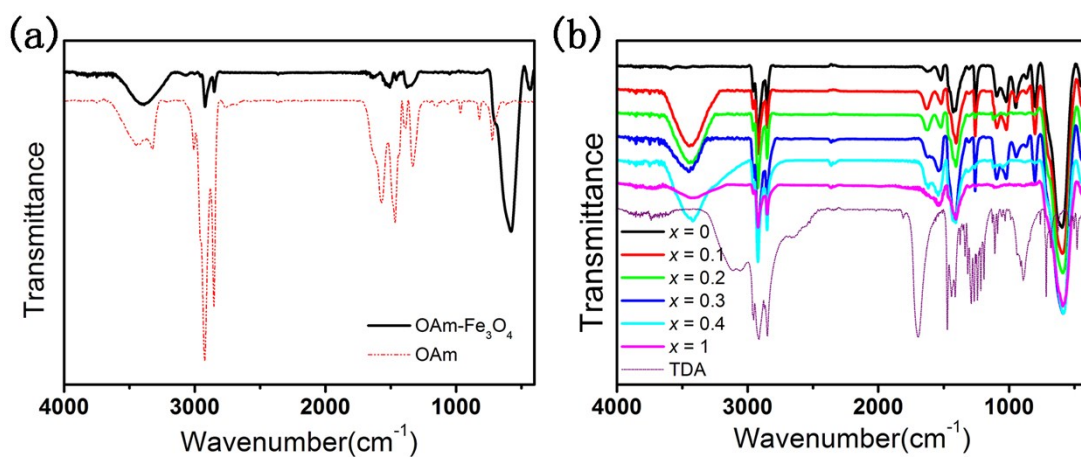 (a)
Transmittance
OAm-Fe₃O₄
OAm
4000 3000 2000 1000
Wavenumber(cm⁻¹)
(b)
Transmittance
x = 0
x = 0.1
x = 0.2
x = 0.3
x = 0.4
x = 1
TDA
4000 3000 2000 1000
Wavenumber(cm⁻¹)